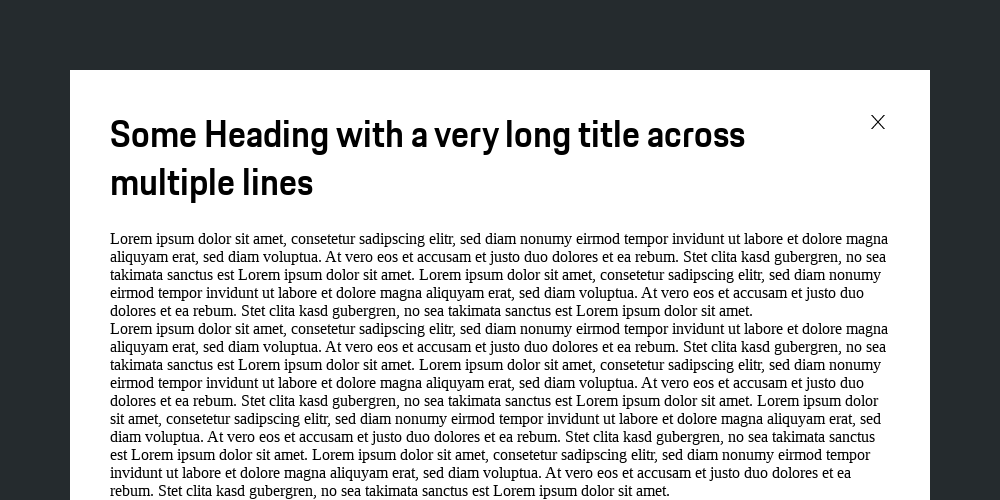 Some Heading with a very long title across
multiple lines
Lorem ipsum dolor sit amet, consetetur sadipscing elitr, sed diam nonumy eirmod tempor invidunt ut labore et dolore magna
aliquyam erat, sed diam voluptua. At vero eos et accusam et justo duo dolores et ea rebum. Stet clita kasd gubergren, no sea
takimata sanctus est Lorem ipsum dolor sit amet. Lorem ipsum dolor sit amet, consetetur sadipscing elitr, sed diam nonumy
eirmod tempor invidunt ut labore et dolore magna aliquyam erat, sed diam voluptua. At vero eos et accusam et justo duo
dolores et ea rebum. Stet clita kasd gubergren, no sea takimata sanctus est Lorem ipsum dolor sit amet.
Lorem ipsum dolor sit amet, consetetur sadipscing elitr, sed diam nonumy eirmod tempor invidunt ut labore et dolore magna
aliquyam erat, sed diam voluptua. At vero eos et accusam et justo duo dolores et ea rebum. Stet clita kasd gubergren, no sea
takimata sanctus est Lorem ipsum dolor sit amet. Lorem ipsum dolor sit amet, consetetur sadipscing elitr, sed diam nonumy
eirmod tempor invidunt ut labore et dolore magna aliquyam erat, sed diam voluptua. At vero eos et accusam et justo duo
dolores et ea rebum. Stet clita kasd gubergren, no sea takimata sanctus est Lorem ipsum dolor sit amet. Lorem ipsum dolor
sit amet, consetetur sadipscing elitr, sed diam nonumy eirmod tempor invidunt ut labore et dolore magna aliquyam erat, sed
diam voluptua. At vero eos et accusam et justo duo dolores et ea rebum. Stet clita kasd gubergren, no sea takimata sanctus
est Lorem ipsum dolor sit amet. Lorem ipsum dolor sit amet, consetetur sadipscing elitr, sed diam nonumy eirmod tempor
invidunt ut labore et dolore magna aliquyam erat, sed diam voluptua. At vero eos et accusam et justo duo dolores et ea
rebum. Stet clita kasd gubergren, no sea takimata sanctus est Lorem ipsum dolor sit amet.